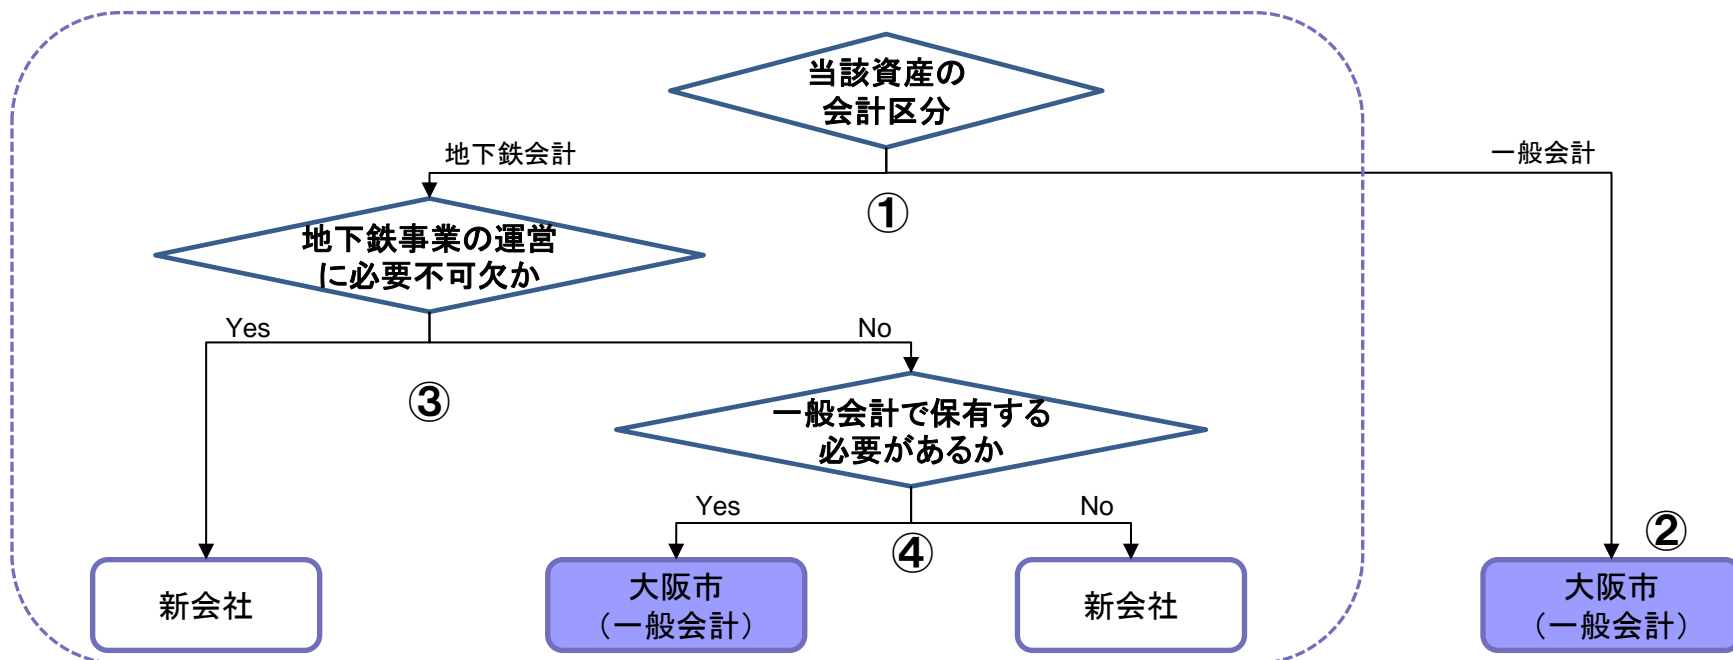 当該資産の
会計区分
地下鉄会計
一般会計
①
地下鉄事業の運営
に必要不可欠か
Yes
No
③
一般会計で保有する
必要があるか
Yes
No
④
②
新会社
大阪市
（一般会計）
新会社
大阪市
（一般会計）